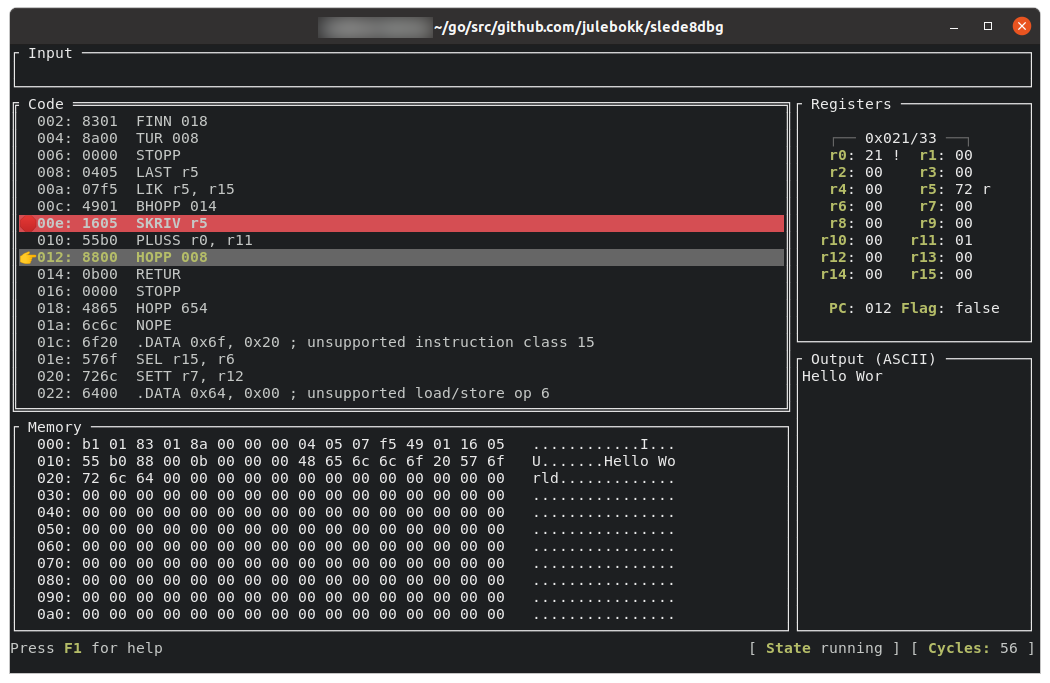 ~/go/src/github.com/julebokk/slede8dbg
Input
Code
002: 8301 FINN 018
004: 8a00 TUR 008
006: 0000 STOPP
008: 0405 LAST r5
00a: 07f5 LIK r5, r15
00c: 4901 BHOPP 014
00e: 1605 SKRIV r5
010: 55b0 PLUSS r0, r11
012: 8800 HOPP 008
014: 0b00 RETUR
016: 0000 STOPP
018: 4865 HOPP 654
01a: 6c6c NOPE
01c: 6f20 .DATA 0x6f, 0x20 ; unsupported instruction class 15
01e: 576f SEL r15, r6
020: 726c SETT r7, r12
022: 6400 .DATA 0x64, 0x00 ; unsupported load/store op 6
Registers
0x021/33
r0: 21 ! r1: 00
r2: 00 r3: 00
r4: 00 r5: 72 r
r6: 00 r7: 00
r8: 00 r9: 00
r10: 00 r11: 01
r12: 00 r13: 00
r14: 00 r15: 00
PC: 012 Flag: false
Output (ASCII)
Hello Wor
Memory
000: b1 01 83 01 8a 00 00 00 04 05 07 f5 49 01 16 05 ............I...
010: 55 b0 88 00 0b 00 00 00 48 65 6c 6c 6f 20 57 6f U.......Hello Wo
020: 72 6c 64 00 00 00 00 00 00 00 00 00 00 00 00 00 rld.............
030: 00 00 00 00 00 00 00 00 00 00 00 00 00 00 00 00 ................
040: 00 00 00 00 00 00 00 00 00 00 00 00 00 00 00 00 ................
050: 00 00 00 00 00 00 00 00 00 00 00 00 00 00 00 00 ................
060: 00 00 00 00 00 00 00 00 00 00 00 00 00 00 00 00 ................
070: 00 00 00 00 00 00 00 00 00 00 00 00 00 00 00 00 ................
080: 00 00 00 00 00 00 00 00 00 00 00 00 00 00 00 00 ................
090: 00 00 00 00 00 00 00 00 00 00 00 00 00 00 00 00 ................
0a0: 00 00 00 00 00 00 00 00 00 00 00 00 00 00 00 00 ................
Press F1 for help
[ State running ] [ Cycles: 56 ]